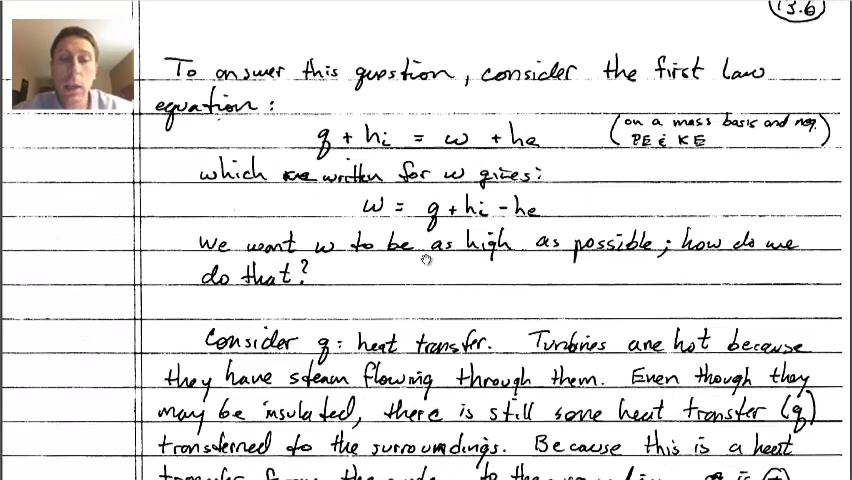 13.6
To answer this question, consider the first law
equation:
q + hi = w + he (on a mass basis and neg. PE & KE)
which written for w gives:
w = q + hi - he
We want w to be as high as possible; how do we
do that?
Consider q: heat transfer. Turbines are hot because
they have steam flowing through them. Even though they
may be insulated, there is still some heat transfer (q)
transferred to the surroundings. Because this is a heat